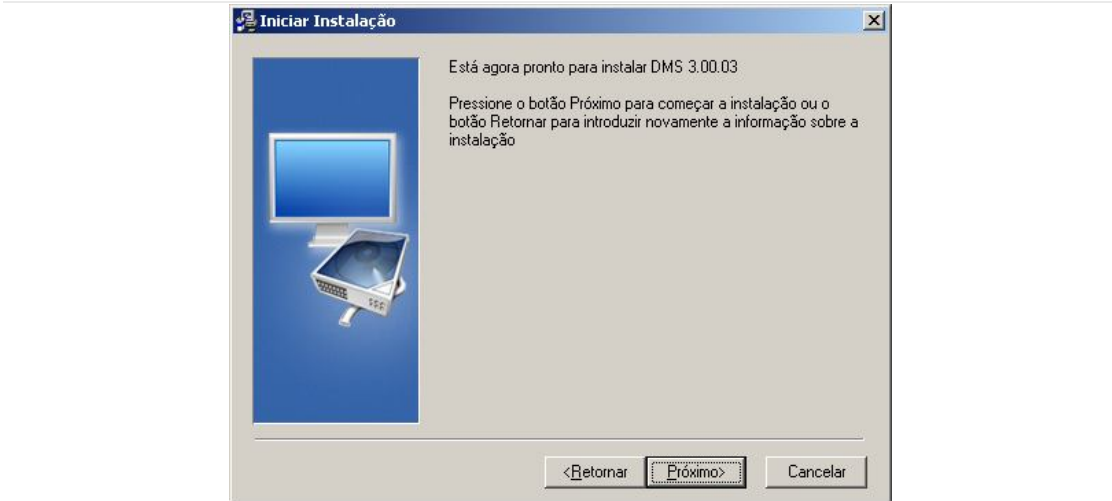 Iniciar Instalação
Está agora pronto para instalar DMS 3.00.03
Pressione o botão Próximo para começar a instalação ou o
botão Retornar para introduzir novamente a informação sobre a
instalação
<Retornar
Próximo>
Cancelar